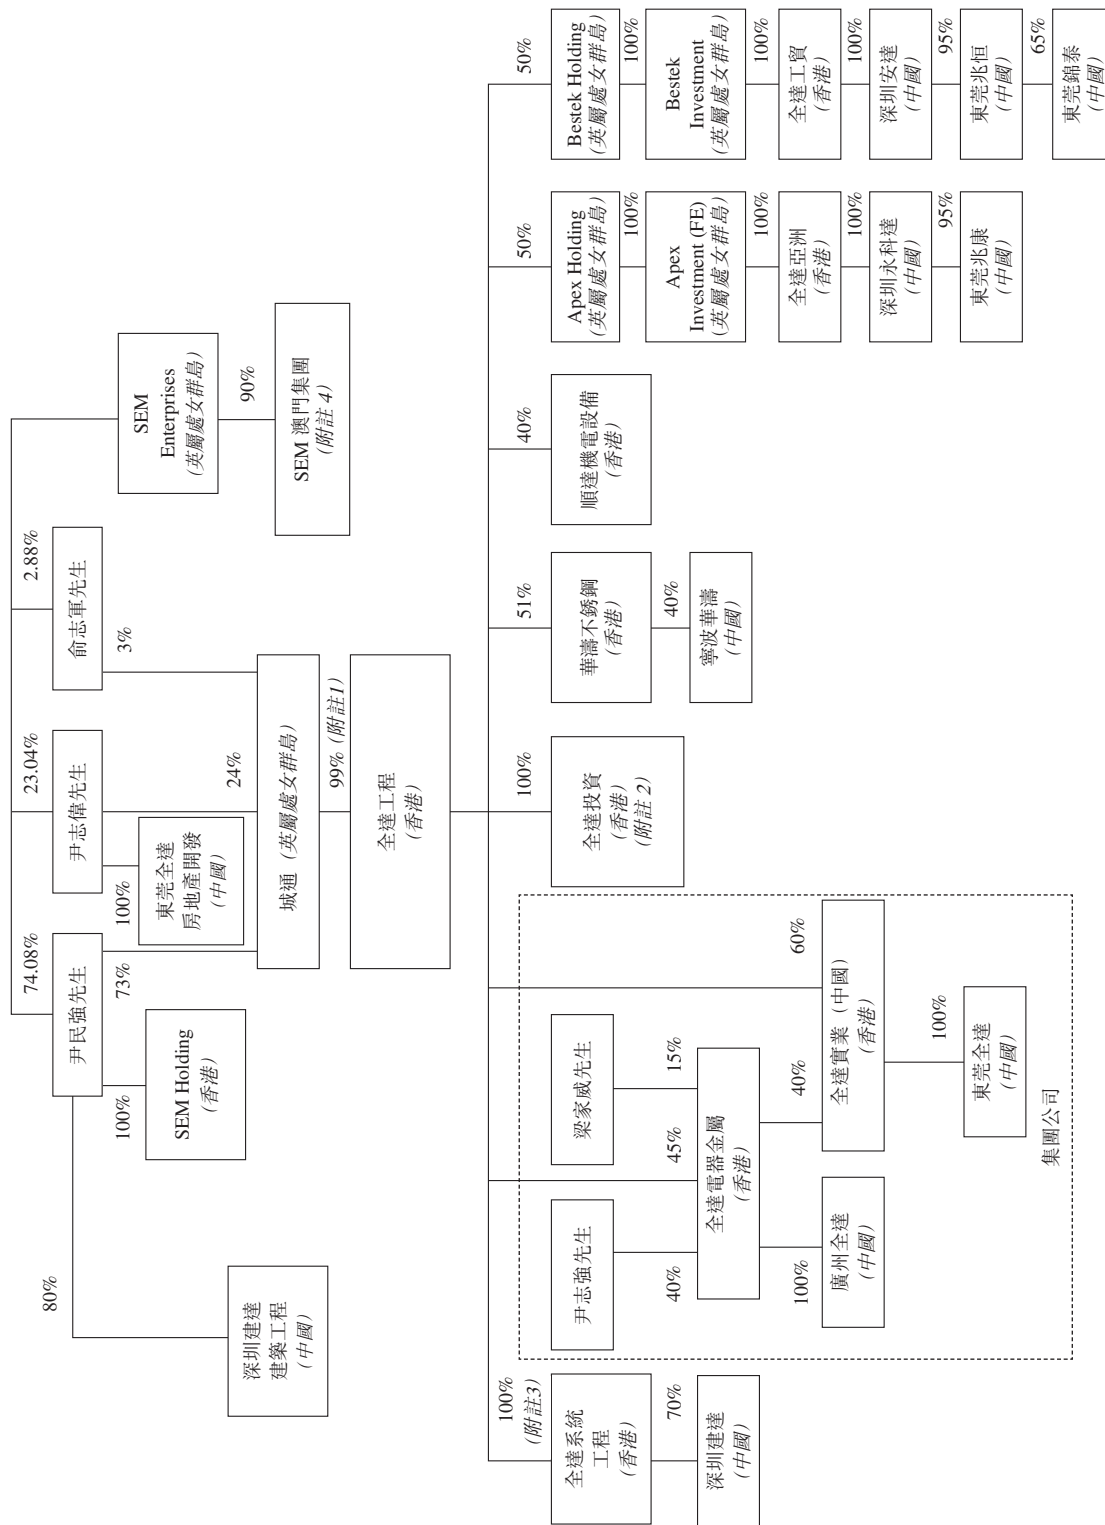 74.08%
23.04%
2.88%
尹民強先生
尹志偉先生
俞志軍先生
80%
100%
73%
100%
24%
3%
深圳建達
建築工程
(中國)
SEM Holding
(香港)
東莞全達
房地產開發
(中國)
SEM
Enterprises
(英屬處女群島)
90%
SEM 澳門集團
(附註 4)
城通 (英屬處女群島)
99% (附註1)
全達工程
(香港)
100%
(附註3)
100%
51%
40%
50%
50%
全達系統
工程
(香港)
70%
深圳建達
(中國)
尹志強先生
梁家威先生
40%
45%
15%
全達電器金屬
(香港)
60%
100%
40%
廣州全達
(中國)
全達實業 (中國)
(香港)
100%
東莞全達
(中國)
集團公司
全達投資
(香港)
(附註 2)
華濤不銹鋼
(香港)
40%
寧波華濤
(中國)
順達機電設備
(香港)
Apex Holding
(英屬處女群島)
100%
Apex
Investment (FE)
(英屬處女群島)
100%
全達亞洲
(香港)
100%
深圳永科達
(中國)
95%
東莞兆康
(中國)
Bestek Holding
(英屬處女群島)
100%
Bestek
Investment
(英屬處女群島)
100%
全達工貿
(香港)
100%
深圳安達
(中國)
95%
東莞兆恒
(中國)
65%
東莞錦泰
(中國)